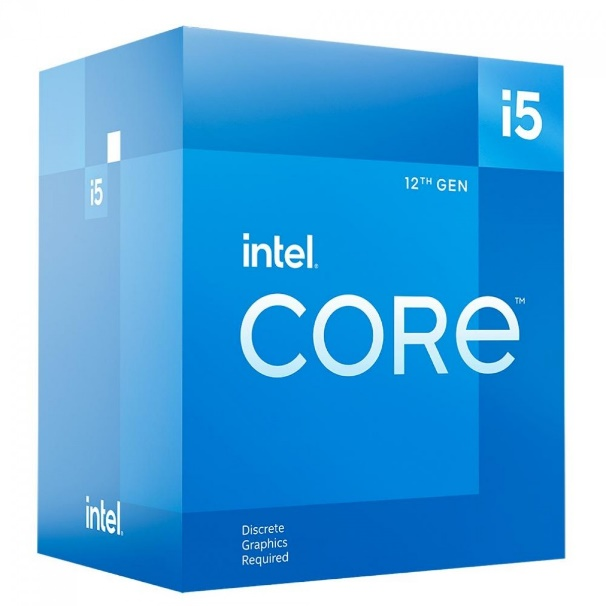 i5
12TH GEN
intel.
CORE™
Discrete
Graphics
Required
i5
intel.